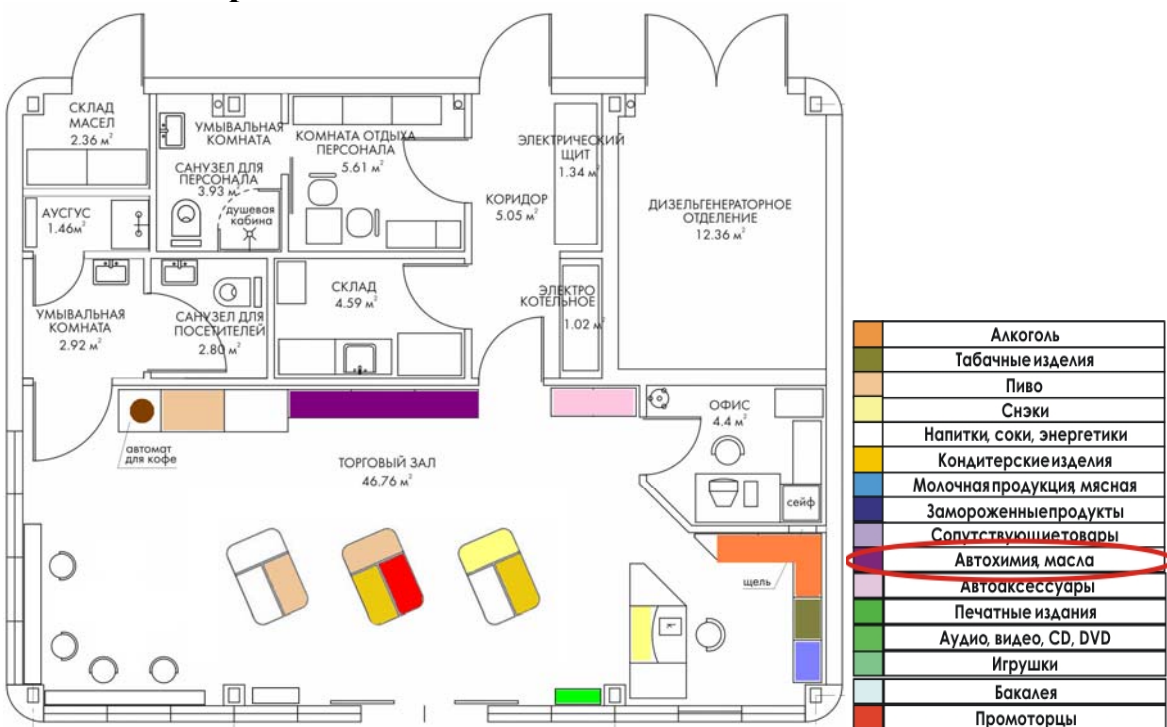 СКЛАД
МАСЕЛ
2.36 м²
УМЫВАЛЬНАЯ
КОМНАТА
САНУЗЕЛ ДЛЯ
ПЕРСОНАЛА
3.93 м²
душевая
кабина
КОМНАТА ОТДЫХА
ПЕРСОНАЛА
5.61 м²
ЭЛЕКТРИЧЕСКИЙ
ЩИТ
1.34 м²
КОРИДОР
5.05 м²
ДИЗЕЛЬГЕНЕРАТОРНОЕ
ОТДЕЛЕНИЕ
12.36 м²
АУСГУС
1.46м²
УМЫВАЛЬНАЯ
КОМНАТА
2.92 м²
САНУЗЕЛ ДЛЯ
ПОСЕТИТЕЛЕЙ
2.80 м²
СКЛАД
4.59 м²
ЭЛЕКТРО
КОТЕЛЬНОЕ
1.02 м²
ОФИС
4.4 м²
сейф
автомат
для кофе
ТОРГОВЫЙ ЗАЛ
46.76 м²
щель
Алкоголь
Табачные изделия
Пиво
Снэки
Напитки, соки, энергетики
Кондитерские изделия
Молочная продукция, мясная
Замороженные продукты
Сопутствующие товары
Автохимия, масла
Автоаксессуары
Печатные издания
Аудио, видео, CD, DVD
Игрушки
Бакалея
Промоторцы